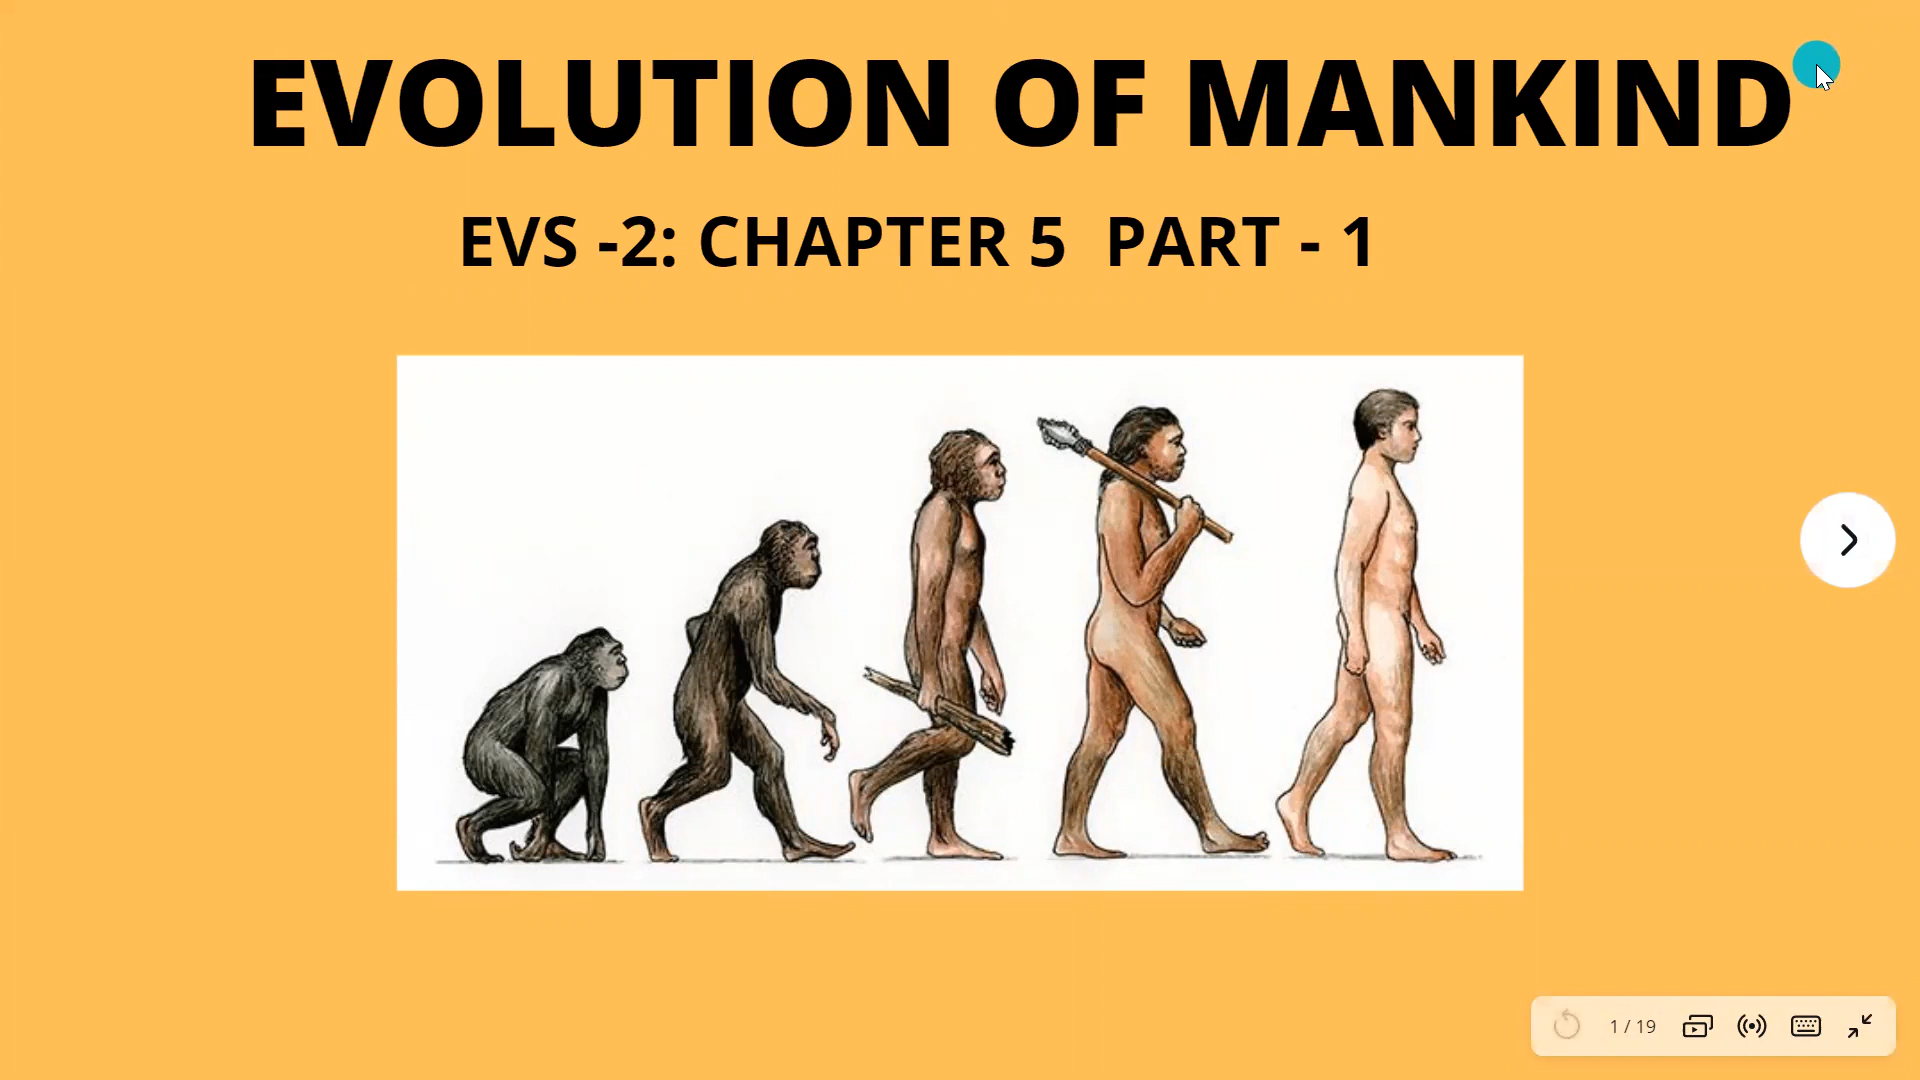 EVOLUTION OF MANKIND
EVS -2: CHAPTER 5 PART - 1
1 / 19